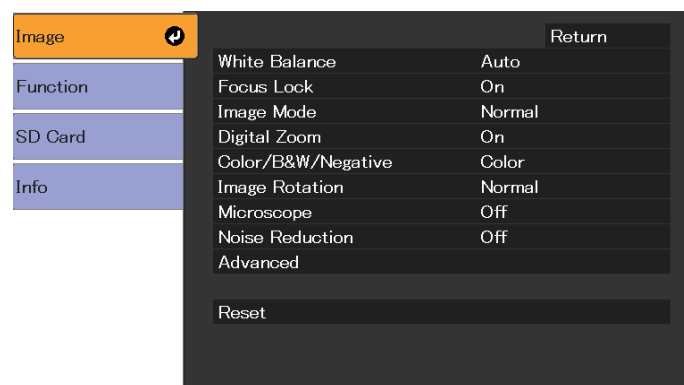 Image
Function
SD Card
Info
Return
White Balance Auto
Focus Lock On
Image Mode Normal
Digital Zoom On
Color/B&W/Negative Color
Image Rotation Normal
Microscope Off
Noise Reduction Off
Advanced
Reset